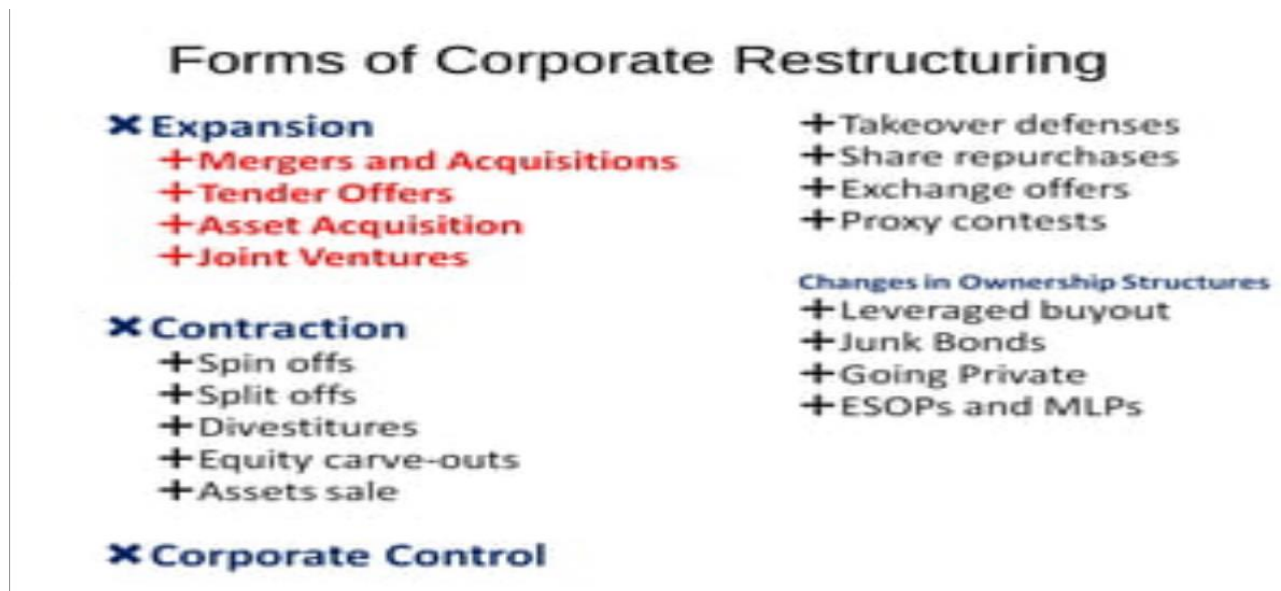 Forms of Corporate Restructuring
✖ Expansion
+Mergers and Acquisitions
+Tender Offers
+Asset Acquisition
+Joint Ventures
✖ Contraction
+Spin offs
+Split offs
+Divestitures
+Equity carve-outs
+Assets sale
✖ Corporate Control
+Takeover defenses
+Share repurchases
+Exchange offers
+Proxy contests
Changes in Ownership Structures
+Leveraged buyout
+Junk Bonds
+Going Private
+ESOPs and MLPs